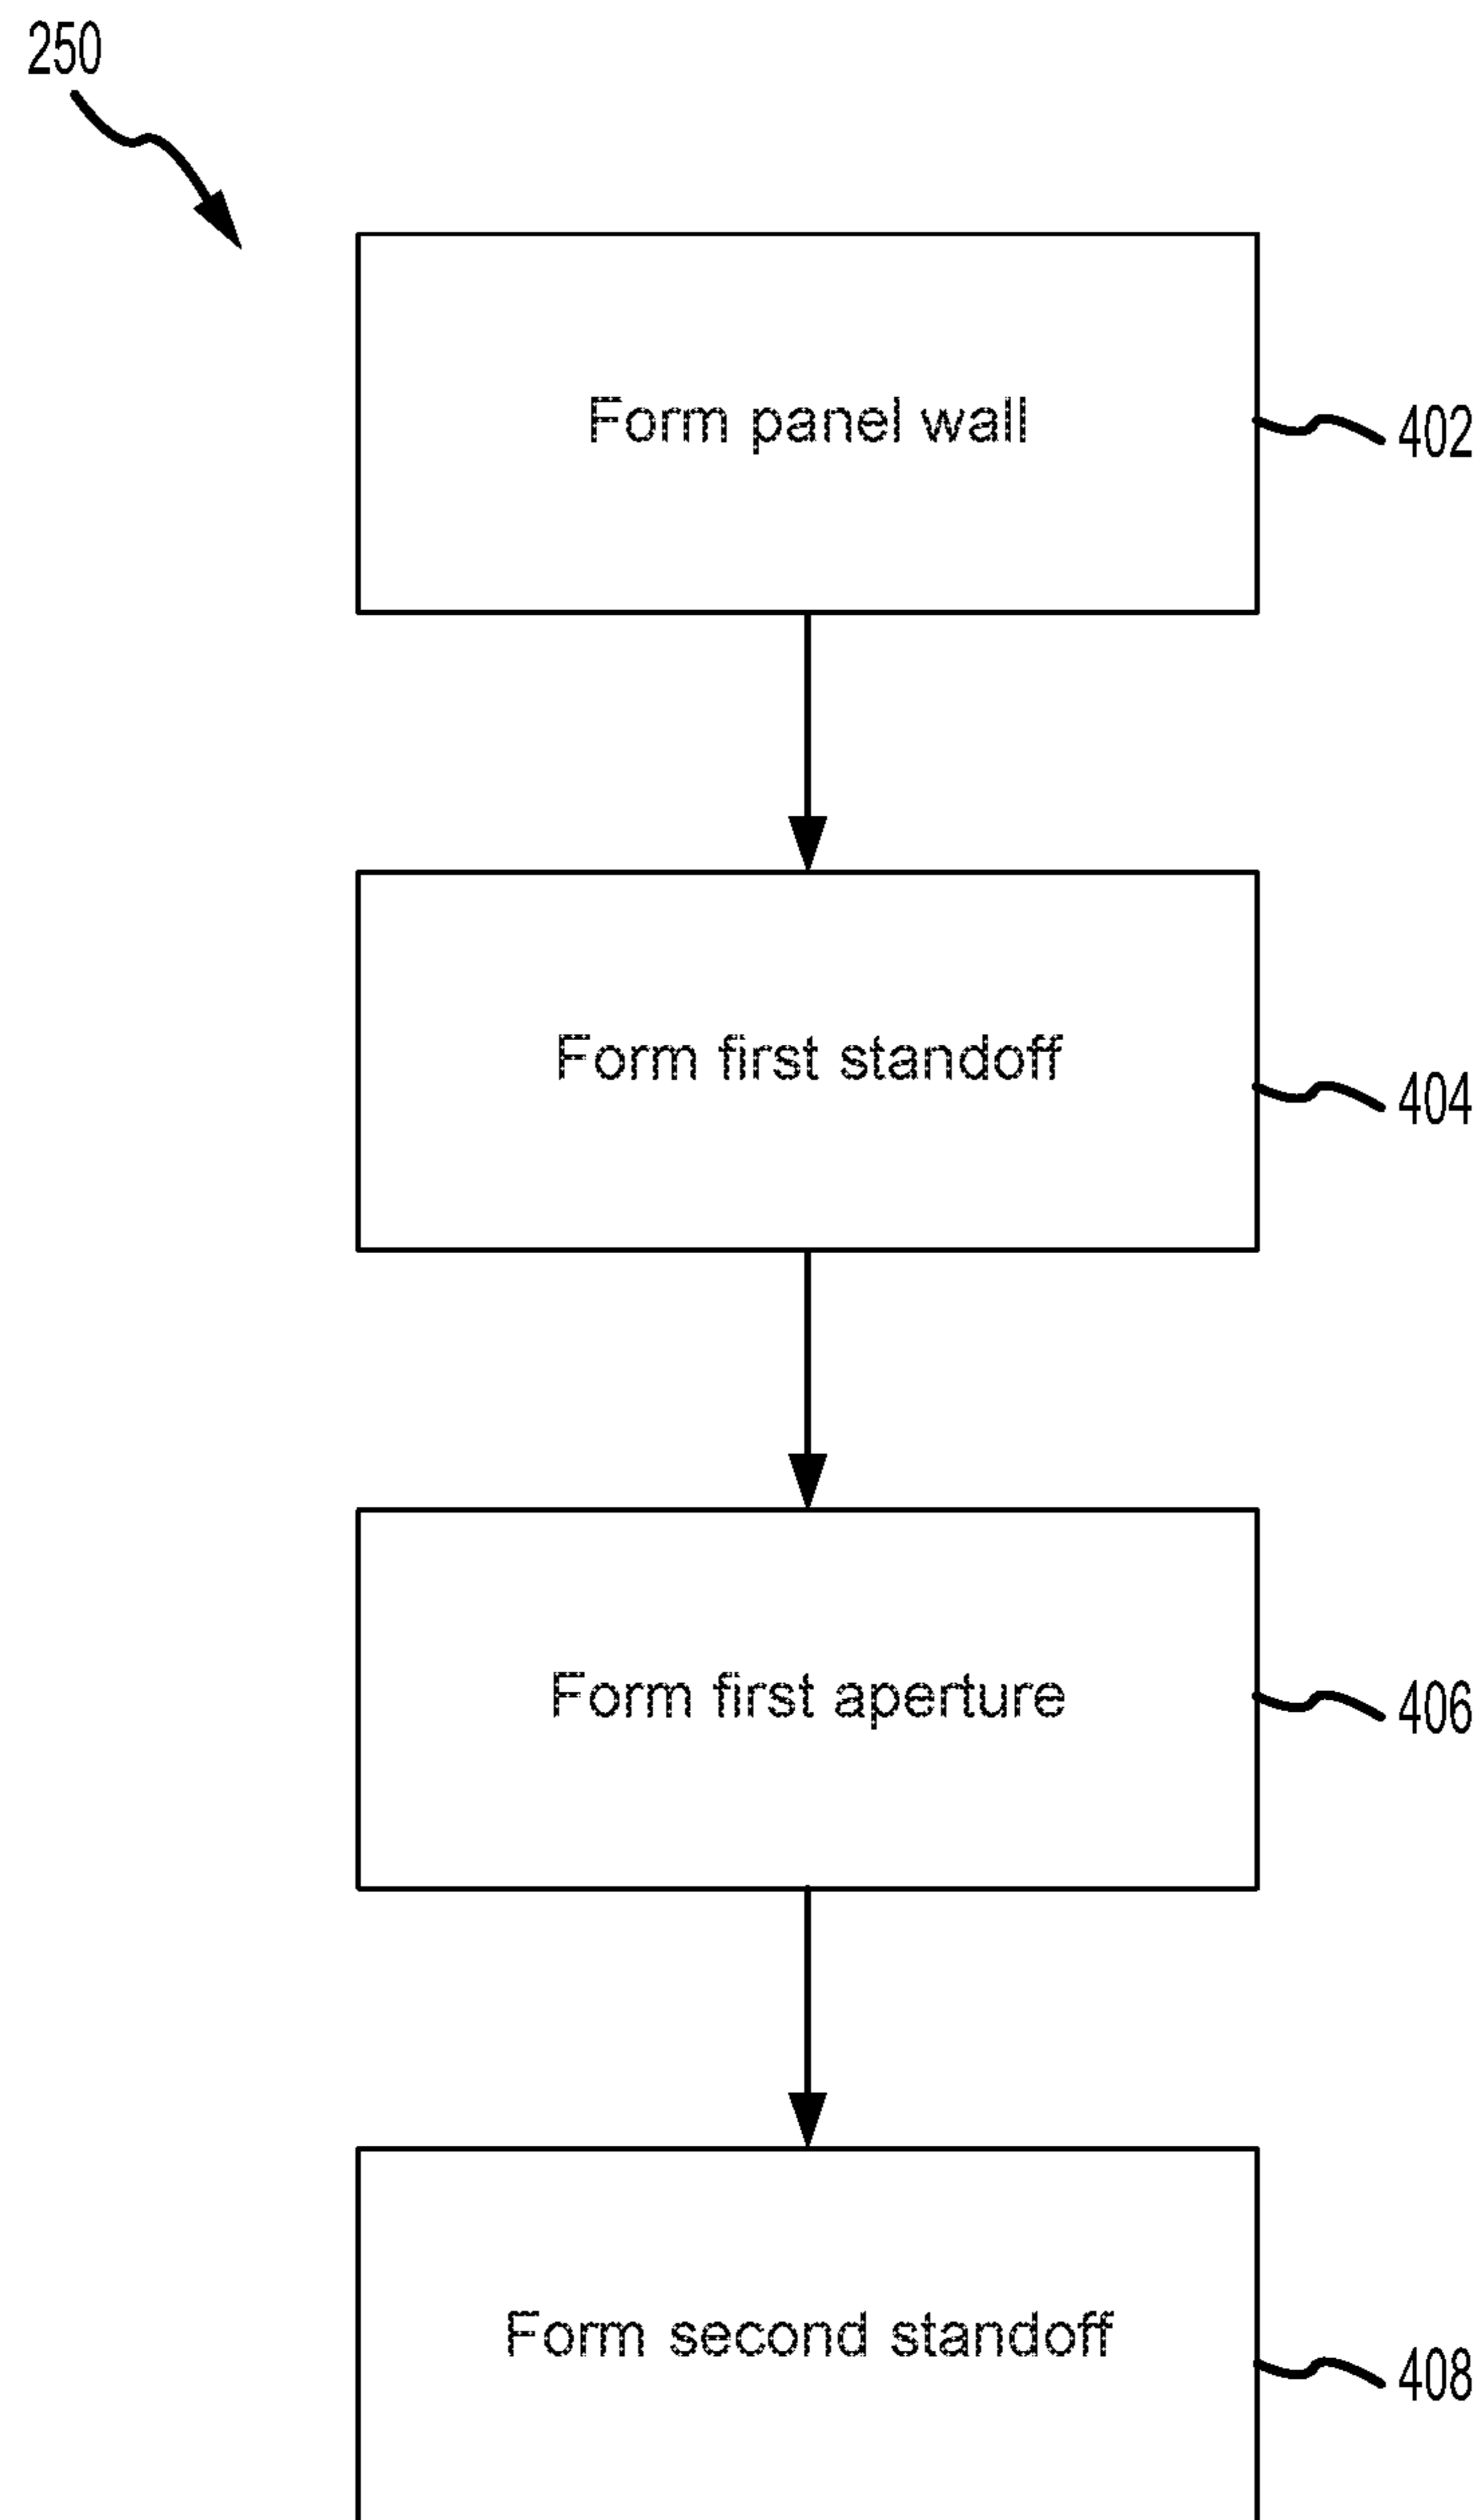 250
Form panel wall
402
Form first standoff
404
Form first aperture
406
Form second standoff
408